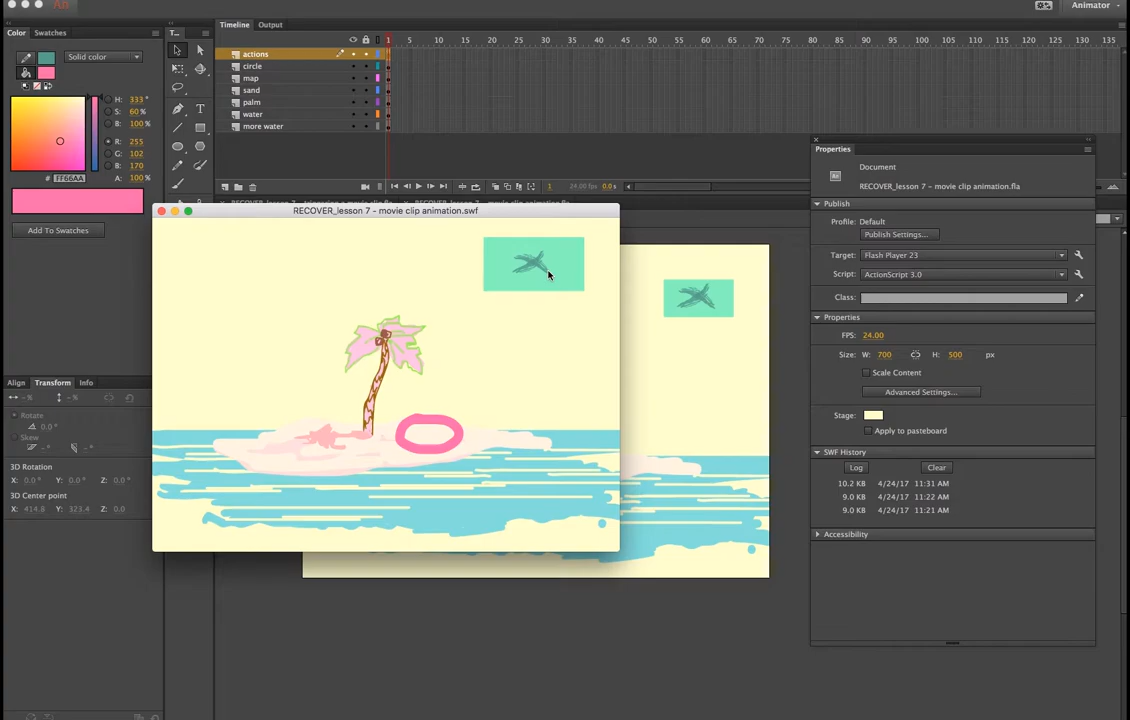 An
Animator
Color Swatches
T...
Timeline Output
Solid color
1 5 10 15 20 25 30 35 40 45 50 55 60 65 70 75 80 85 90 95 100 105 110 115 120 125 130 135
actions
circle
map
sand
palm
water
more water
H: 333 °
S: 60 %
B: 100 %
R: 255
G: 102
B: 170
# FF66AA A: 100 %
Add To Swatches
1 24.00 fps 0.0 s
RECOVER_lesson 7 - movie clip animation.swf
Properties
Document
An
RECOVER_lesson 7 - movie clip animation.fla
Publish
Profile: Default
Publish Settings...
Target: Flash Player 23
Script: ActionScript 3.0
Class:
Properties
FPS: 24.00
Size: W: 700 H: 500 px
Scale Content
Advanced Settings...
Stage:
Apply to pasteboard
SWF History
Log Clear
10.2 KB 4/24/17 11:31 AM
9.0 KB 4/24/17 11:22 AM
9.0 KB 4/24/17 11:21 AM
Accessibility
Align Transform Info
Rotate
0.0°
Skew
3D Rotation
X: 0.0° Y: 0.0° Z: 0.0°
3D Center point
X: 414.8 Y: 323.4 Z: 0.0